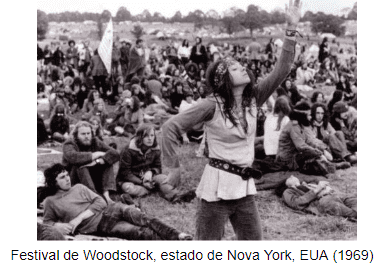 Festival de Woodstock, estado de Nova York, EUA (1969)